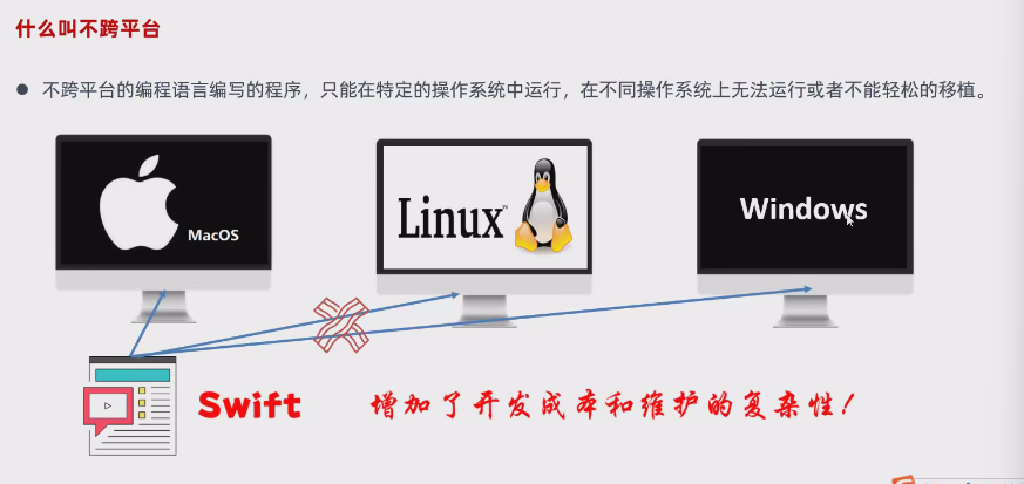 什么叫不跨平台
不跨平台的编程语言编写的程序，只能在特定的操作系统中运行，在不同操作系统上无法运行或者不能轻松的移植。
MacOS
Linux™
Windows
Swift
增加了开发成本和维护的复杂性！